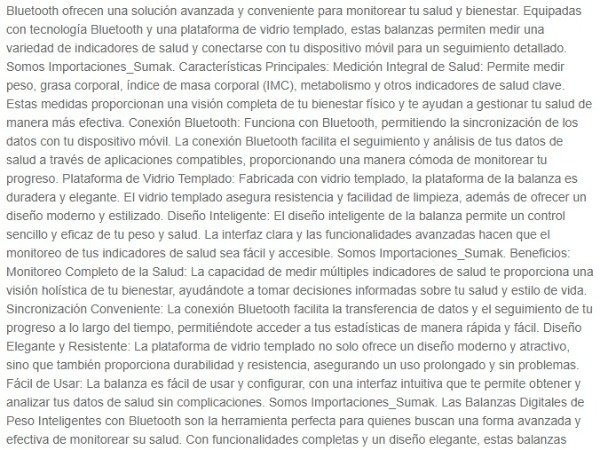 Bluetooth ofrecen una solución avanzada y conveniente para monitorear tu salud y bienestar. Equipadas
con tecnología Bluetooth y una plataforma de vidrio templado, estas balanzas permiten medir una
variedad de indicadores de salud y conectarse con tu dispositivo móvil para un seguimiento detallado.
Somos Importaciones_Sumak. Características Principales: Medición Integral de Salud: Permite medir
peso, grasa corporal, índice de masa corporal (IMC), metabolismo y otros indicadores de salud clave.
Estas medidas proporcionan una visión completa de tu bienestar físico y te ayudan a gestionar tu salud de
manera más efectiva. Conexión Bluetooth: Funciona con Bluetooth, permitiendo la sincronización de los
datos con tu dispositivo móvil. La conexión Bluetooth facilita el seguimiento y análisis de tus datos de
salud a través de aplicaciones compatibles, proporcionando una manera cómoda de monitorear tu
progreso. Plataforma de Vidrio Templado: Fabricada con vidrio templado, la plataforma de la balanza es
duradera y elegante. El vidrio templado asegura resistencia y facilidad de limpieza, además de ofrecer un
diseño moderno y estilizado. Diseño Inteligente: El diseño inteligente de la balanza permite un control
sencillo y eficaz de tu peso y salud. La interfaz clara y las funcionalidades avanzadas hacen que el
monitoreo de tus indicadores de salud sea fácil y accesible. Somos Importaciones_Sumak. Beneficios:
Monitoreo Completo de la Salud: La capacidad de medir múltiples indicadores de salud te proporciona una
visión holística de tu bienestar, ayudándote a tomar decisiones informadas sobre tu salud y estilo de vida.
Sincronización Conveniente: La conexión Bluetooth facilita la transferencia de datos y el seguimiento de tu
progreso a lo largo del tiempo, permitiéndote acceder a tus estadísticas de manera rápida y fácil. Diseño
Elegante y Resistente: La plataforma de vidrio templado no solo ofrece un diseño moderno y atractivo,
sino que también proporciona durabilidad y resistencia, asegurando un uso prolongado y sin problemas.
Fácil de Usar: La balanza es fácil de usar y configurar, con una interfaz intuitiva que te permite obtener y
analizar tus datos de salud sin complicaciones. Somos Importaciones_Sumak. Las Balanzas Digitales de
Peso Inteligentes con Bluetooth son la herramienta perfecta para quienes buscan una forma avanzada y
efectiva de monitorear su salud. Con funcionalidades completas y un diseño elegante, estas balanzas